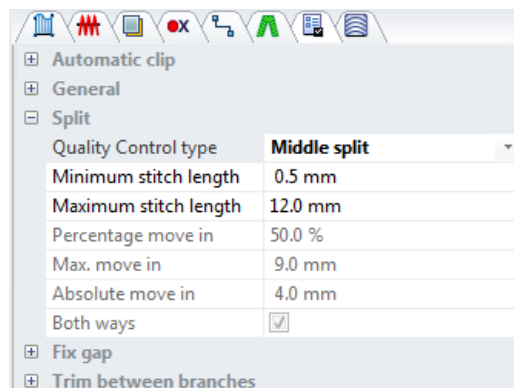 Automatic clip
General
Split
Quality Control type Middle split
Minimum stitch length 0.5 mm
Maximum stitch length 12.0 mm
Percentage move in 50.0 %
Max. move in 9.0 mm
Absolute move in 4.0 mm
Both ways
Fix gap
Trim between branches